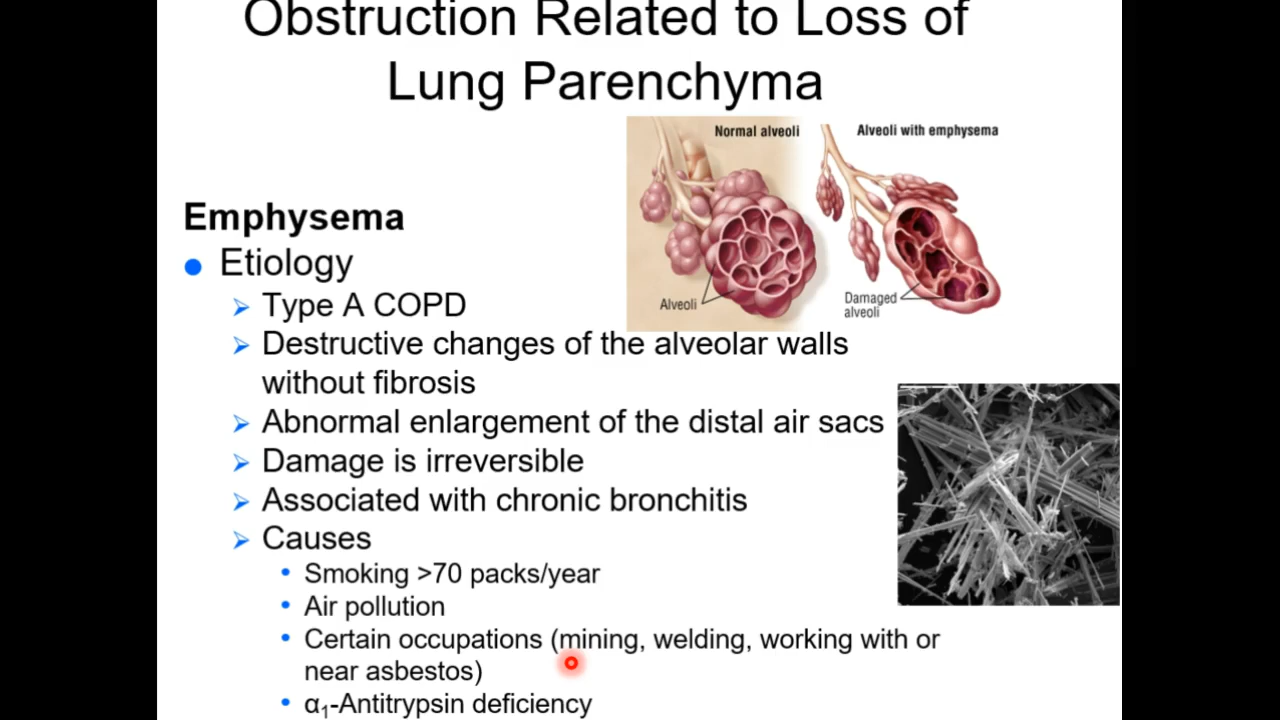 Obstruction Related to Loss of
Lung Parenchyma
Normal alveoli
Alveoli with emphysema
Alveoli
Damaged
alveoli
Emphysema
Etiology
Type A COPD
Destructive changes of the alveolar walls
without fibrosis
Abnormal enlargement of the distal air sacs
Damage is irreversible
Associated with chronic bronchitis
Causes
Smoking >70 packs/year
Air pollution
Certain occupations (mining, welding, working with or
near asbestos)
α₁-Antitrypsin deficiency